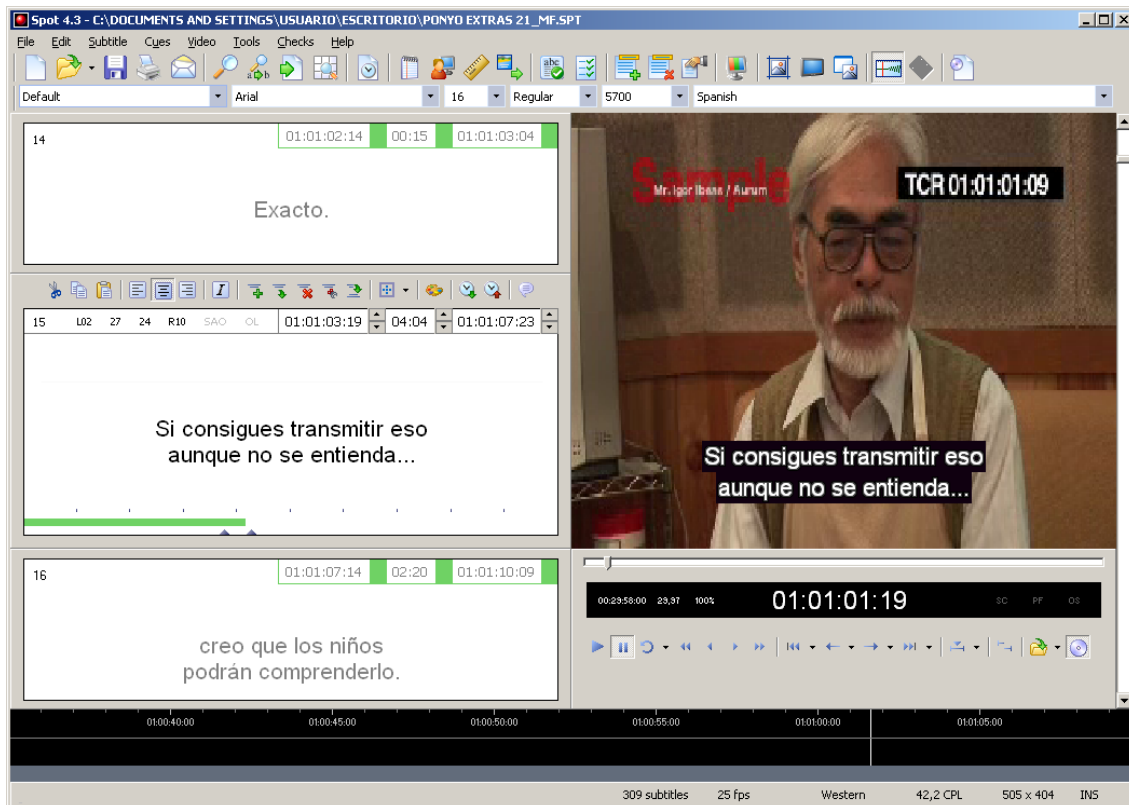 Spot 4.3 - C:\DOCUMENTS AND SETTINGS\USUARIO\ESCRITORIO\PONYO EXTRAS 21_MF.SPT
File Edit Subtitle Cues Video Tools Checks Help
Default Arial 16 Regular 5700 Spanish
14 01:01:02:14 00:15 01:01:03:04
Exacto.
15 L02 27 24 R10 SAO OL 01:01:03:19 04:04 01:01:07:23
Si consigues transmitir eso
aunque no se entienda...
16 01:01:07:14 02:20 01:01:10:09
creo que los niños
podrán comprenderlo.
Sample
Mr. Igor Ibeas / Aurum
TCR 01:01:01:09
Si consigues transmitir eso
aunque no se entienda...
00:29:58:00 29,97 100% 01:01:01:19 SC PF OS
01:00:40:00 01:00:45:00 01:00:50:00 01:00:55:00 01:01:00:00 01:01:05:00
309 subtitles 25 fps Western 42,2 CPL 505 x 404 INS